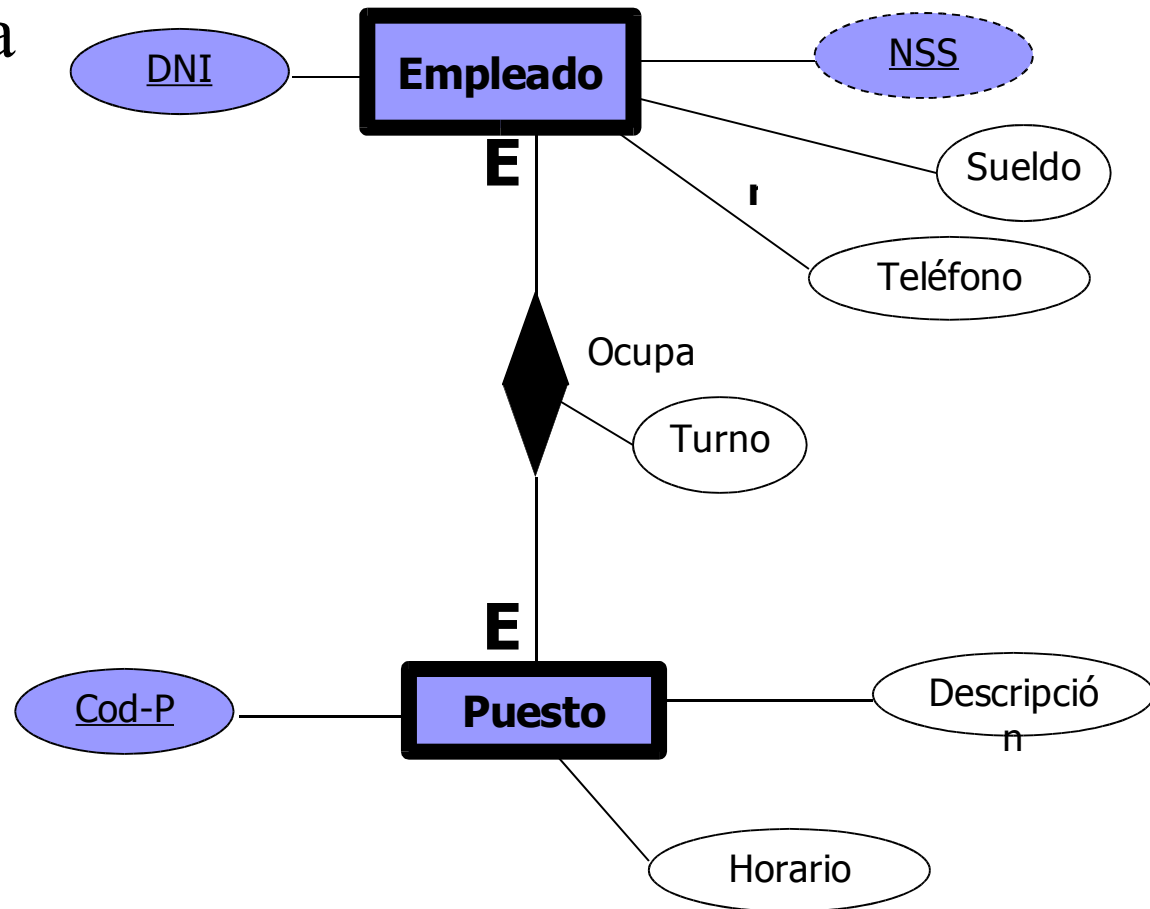 a
DNI
Empleado
NSS
E
Sueldo
Teléfono
Ocupa
Turno
E
Cod-P
Puesto
Descripció
n
Horario